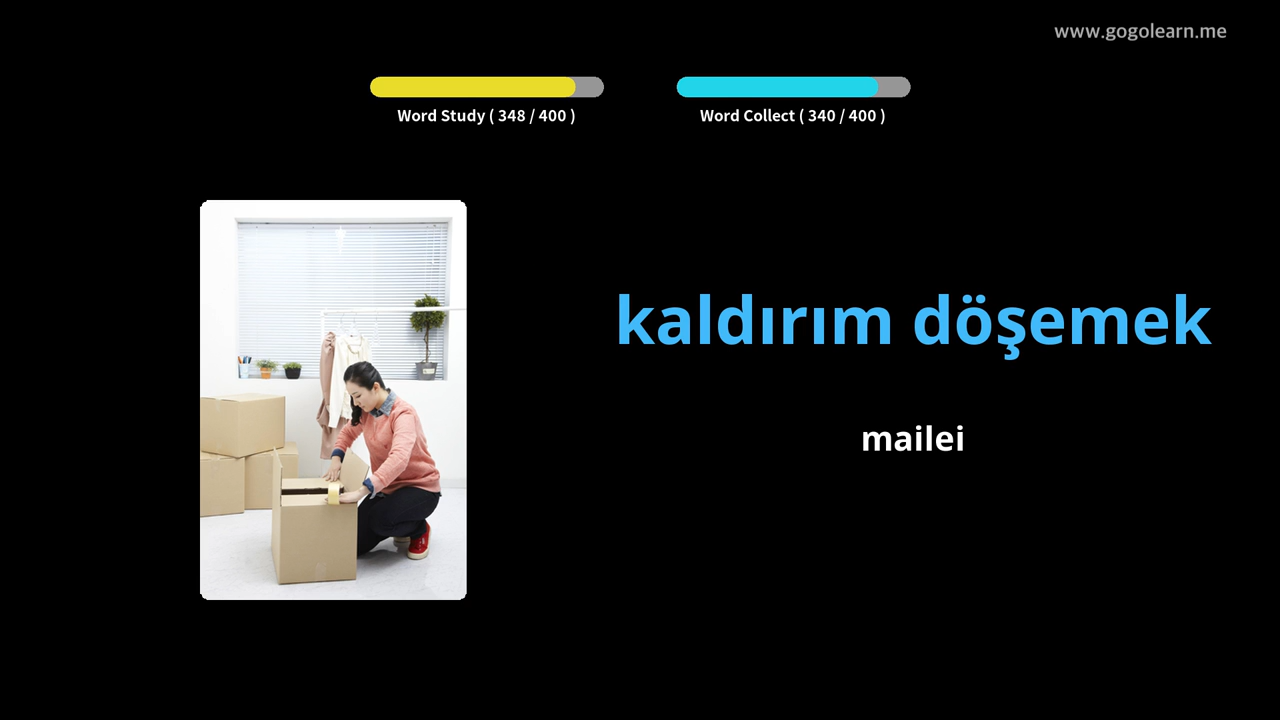 www.gogolearn.me
Word Study ( 348 / 400 )
Word Collect ( 340 / 400 )
kaldırım döşemek
mailei